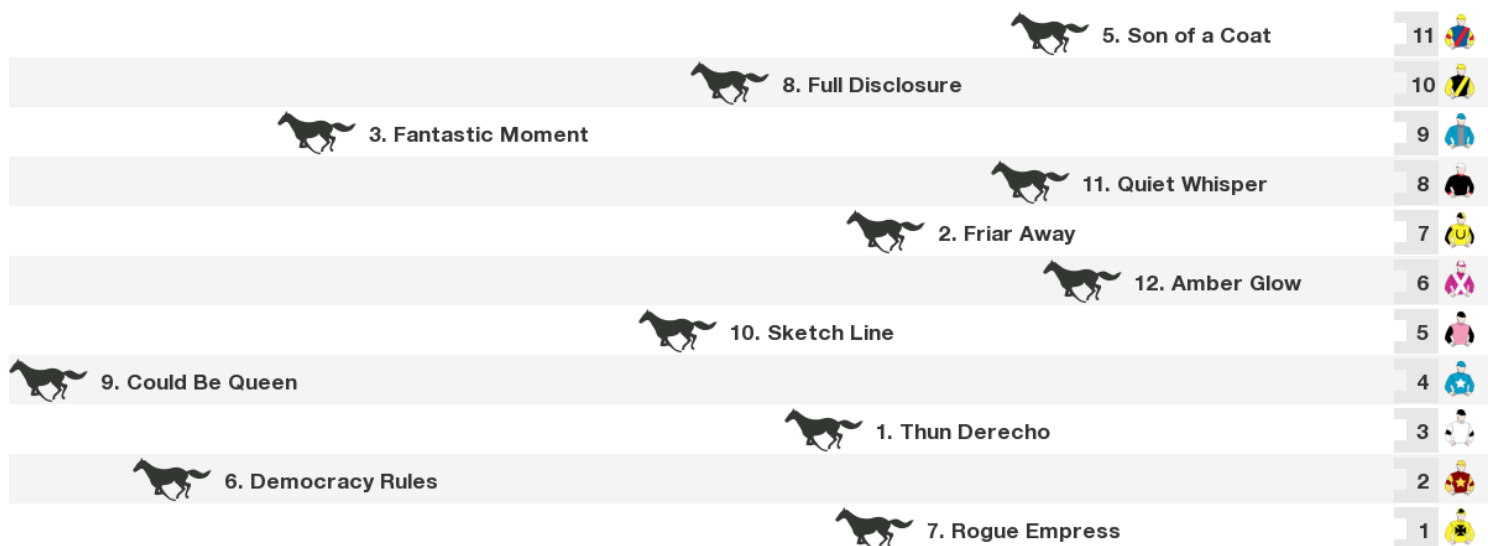 5. Son of a Coat 11
8. Full Disclosure 10
3. Fantastic Moment 9
11. Quiet Whisper 8
2. Friar Away 7
12. Amber Glow 6
10. Sketch Line 5
9. Could Be Queen 4
1. Thun Derecho 3
6. Democracy Rules 2
7. Rogue Empress 1